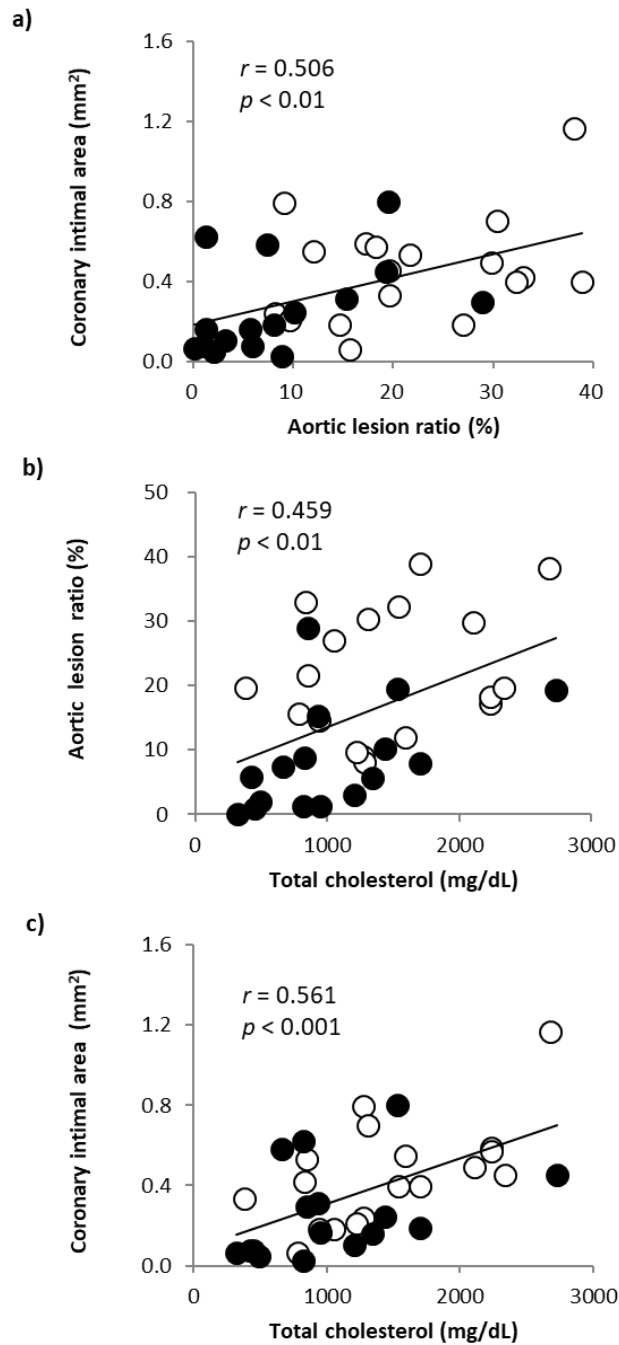 a)
1.6
1.2
0.8
0.4
0.0
Coronary intimal area (mm²)
r = 0.506
p < 0.01
0 10 20 30 40
Aortic lesion ratio (%)
b)
50
40
30
20
10
0
Aortic lesion ratio (%)
r = 0.459
p < 0.01
0 1000 2000 3000
Total cholesterol (mg/dL)
c)
1.6
1.2
0.8
0.4
0.0
Coronary intimal area (mm²)
r = 0.561
p < 0.001
0 1000 2000 3000
Total cholesterol (mg/dL)